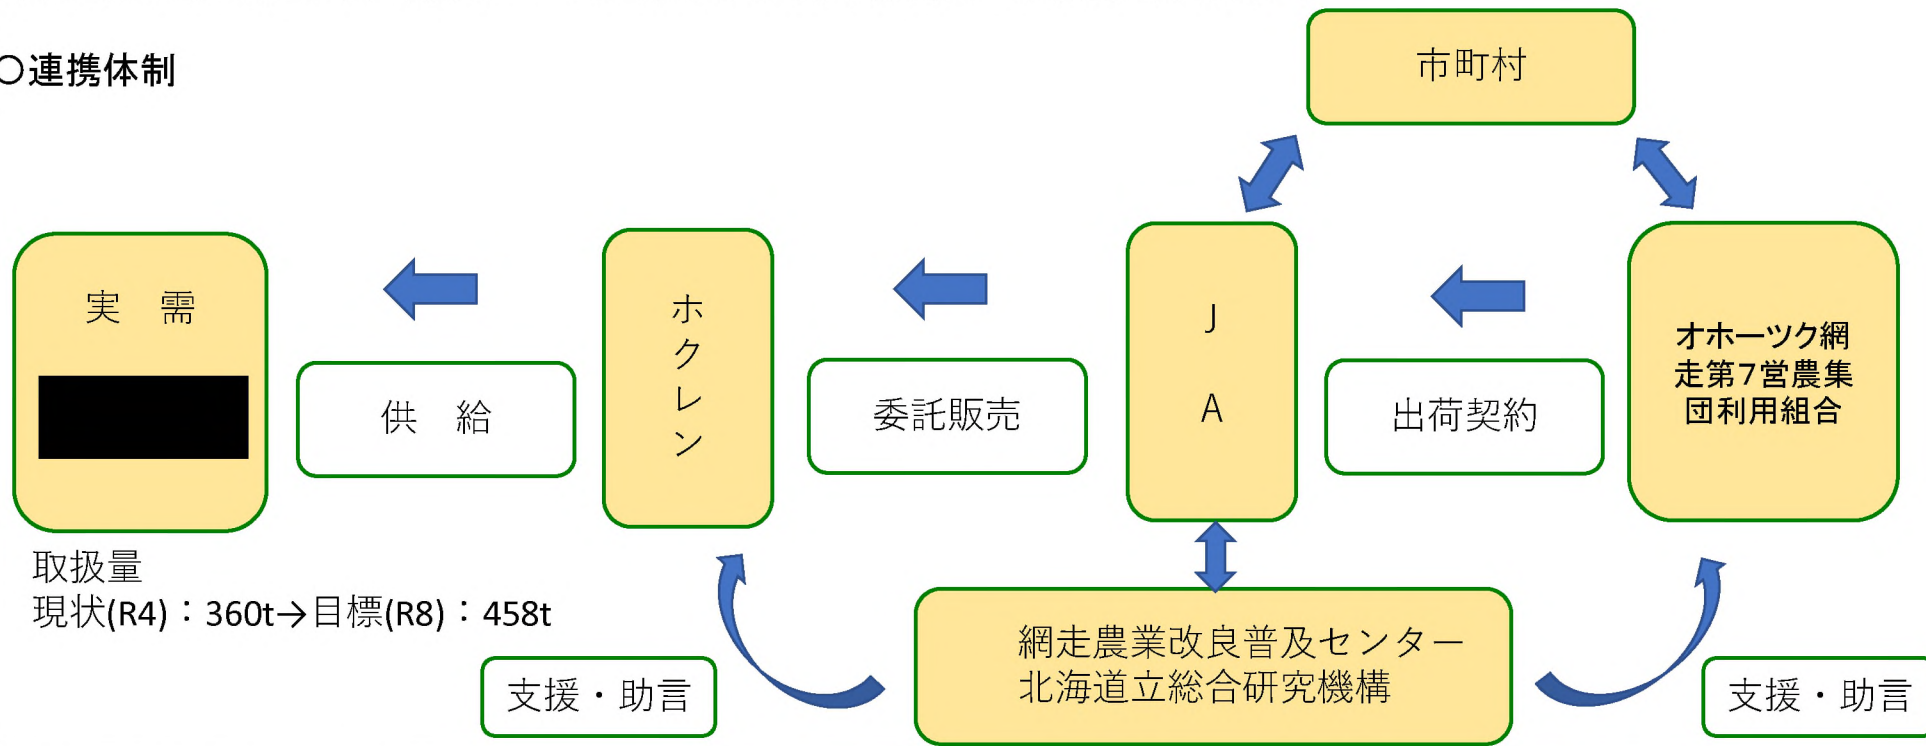 ○連携体制
市町村
実　需
供　給
ホクレン
委託販売
J A
出荷契約
オホーツク網
走第7営農集
団利用組合
取扱量
現状(R4)：360t→目標(R8)：458t
支援・助言
網走農業改良普及センター
北海道立総合研究機構
支援・助言